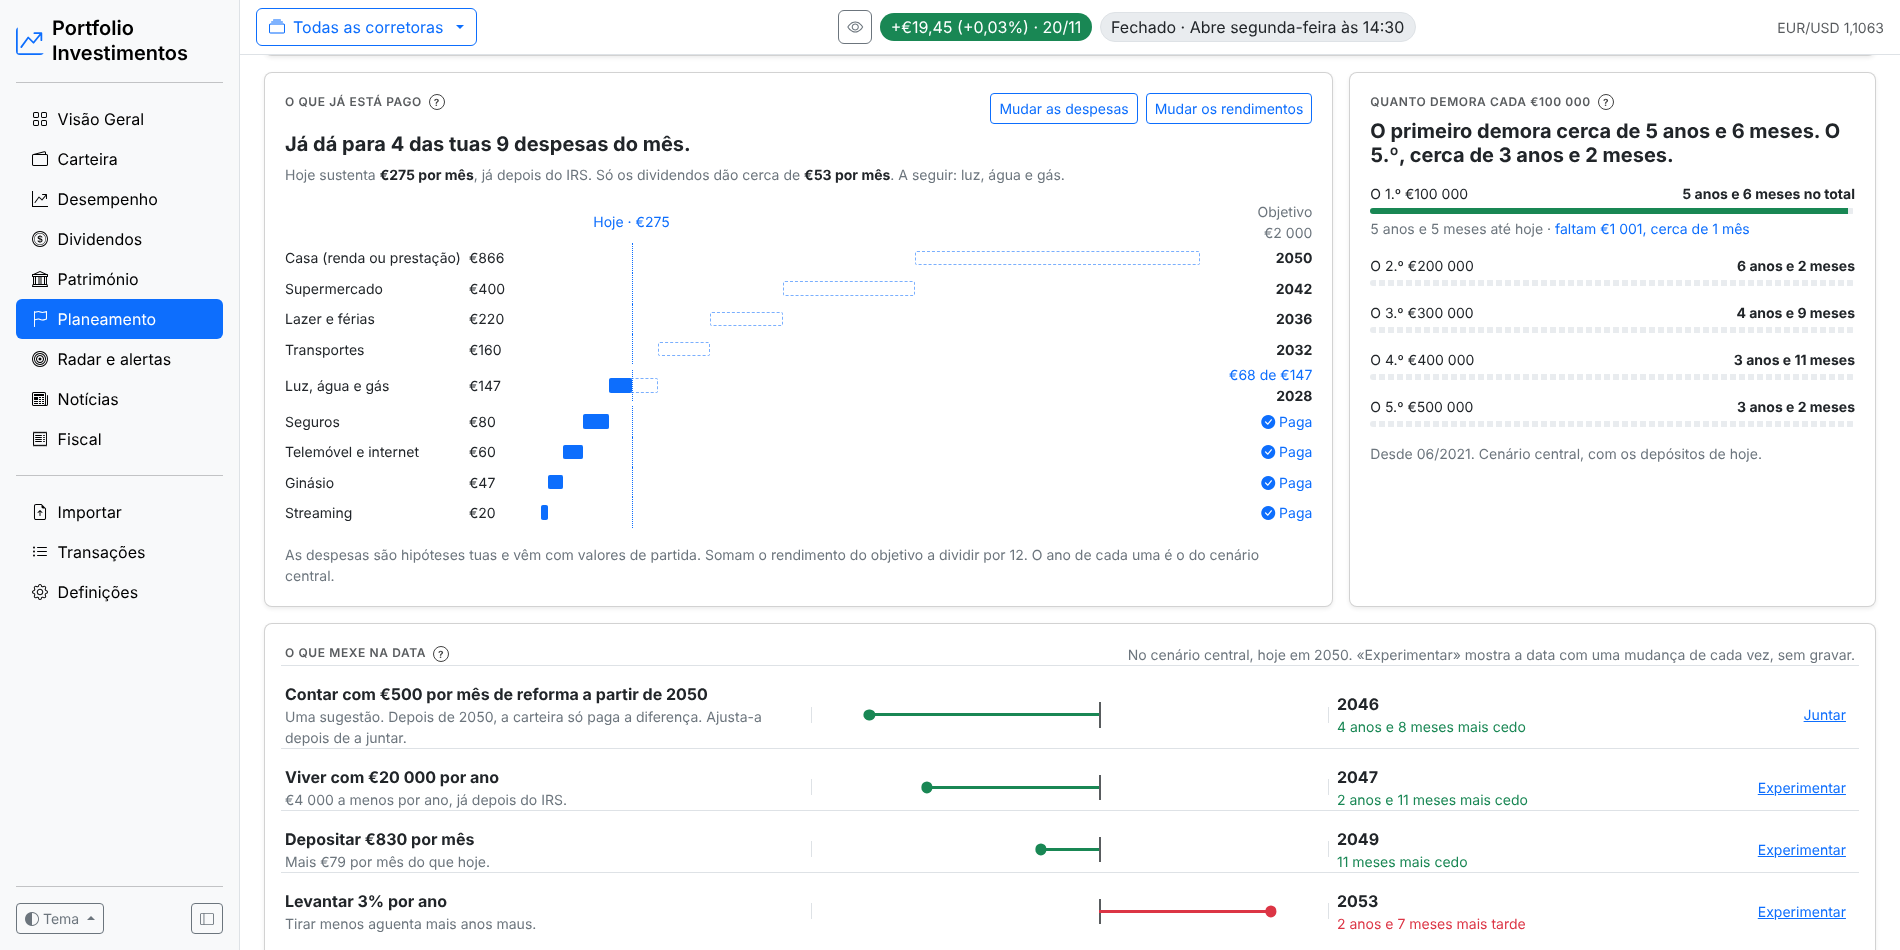 Portfolio
Investimentos
Visão Geral
Carteira
Desempenho
Dividendos
Património
Planeamento
Radar e alertas
Notícias
Fiscal
Importar
Transações
Definições
Tema
Todas as corretoras
+€19,45 (+0,03%) · 20/11
Fechado · Abre segunda-feira às 14:30
EUR/USD 1,1063
O QUE JÁ ESTÁ PAGO ?
Mudar as despesas
Mudar os rendimentos
Já dá para 4 das tuas 9 despesas do mês.
Hoje sustenta €275 por mês, já depois do IRS. Só os dividendos dão cerca de €53 por mês. A seguir: luz, água e gás.
Hoje · €275
Objetivo
€2 000
Casa (renda ou prestação) €866 2050
Supermercado €400 2042
Lazer e férias €220 2036
Transportes €160 2032
Luz, água e gás €147 €68 de €147
2028
Seguros €80 Paga
Telemóvel e internet €60 Paga
Ginásio €47 Paga
Streaming €20 Paga
As despesas são hipóteses tuas e vêm com valores de partida. Somam o rendimento do objetivo a dividir por 12. O ano de cada uma é o do cenário
central.
QUANTO DEMORA CADA €100 000 ?
O primeiro demora cerca de 5 anos e 6 meses. O
5.º, cerca de 3 anos e 2 meses.
O 1.º €100 000 5 anos e 6 meses no total
5 anos e 5 meses até hoje · faltam €1 001, cerca de 1 mês
O 2.º €200 000 6 anos e 2 meses
O 3.º €300 000 4 anos e 9 meses
O 4.º €400 000 3 anos e 11 meses
O 5.º €500 000 3 anos e 2 meses
Desde 06/2021. Cenário central, com os depósitos de hoje.
O QUE MEXE NA DATA ?
No cenário central, hoje em 2050. «Experimentar» mostra a data com uma mudança de cada vez, sem gravar.
Contar com €500 por mês de reforma a partir de 2050
Uma sugestão. Depois de 2050, a carteira só paga a diferença. Ajusta-a
depois de a juntar.
2046
4 anos e 8 meses mais cedo
Juntar
Viver com €20 000 por ano
€4 000 a menos por ano, já depois do IRS.
2047
2 anos e 11 meses mais cedo
Experimentar
Depositar €830 por mês
Mais €79 por mês do que hoje.
2049
11 meses mais cedo
Experimentar
Levantar 3% por ano
Tirar menos aguenta mais anos maus.
2053
2 anos e 7 meses mais tarde
Experimentar